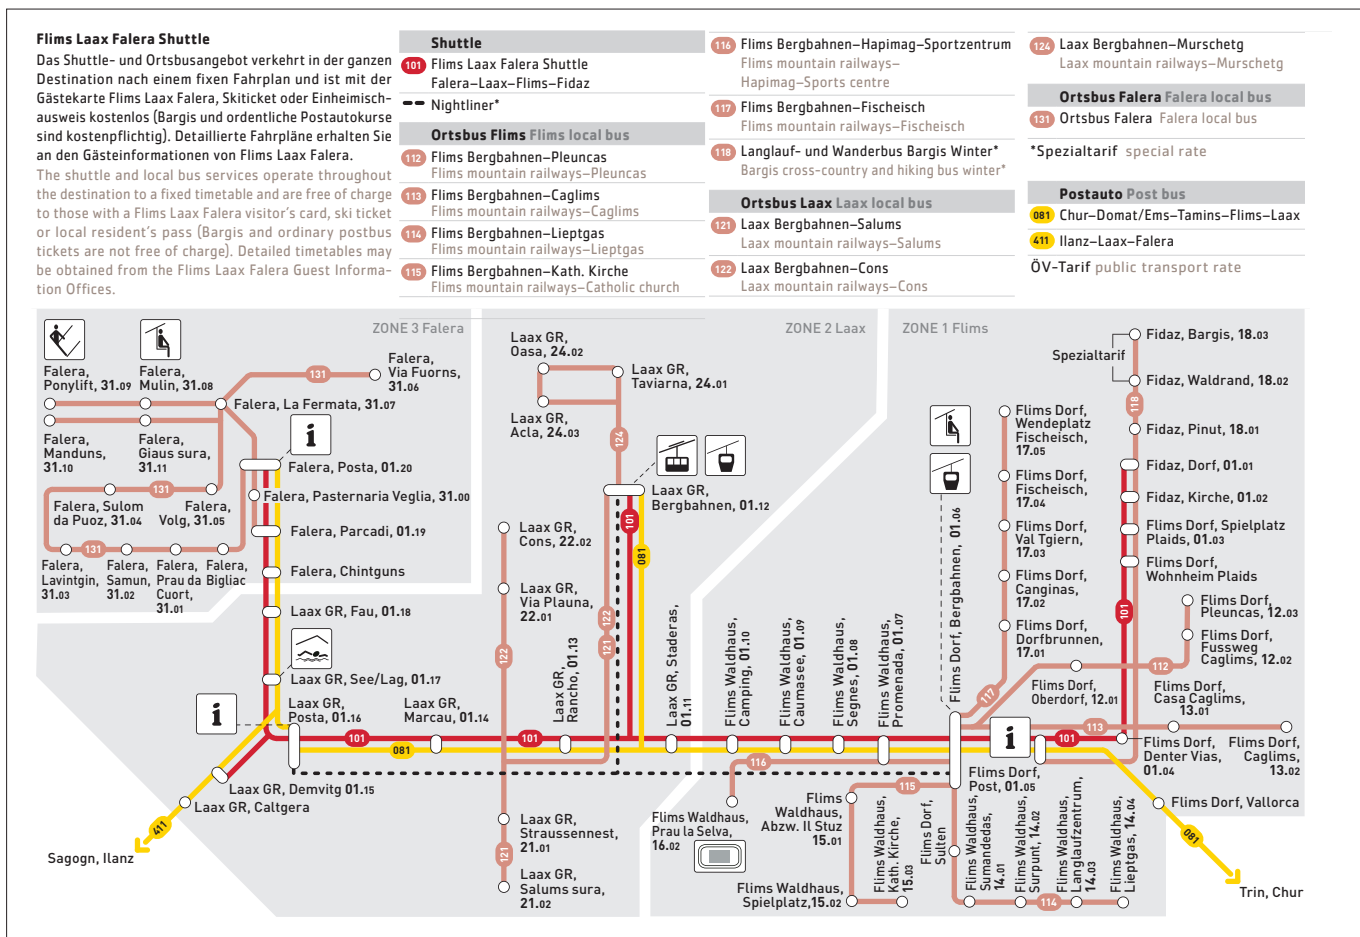 Flims Laax Falera Shuttle
Das Shuttle- und Ortsbusangebot verkehrt in der ganzen
Destination nach einem fixen Fahrplan und ist mit der
Gästekarte Flims Laax Falera, Skiticket oder Einheimisch-
ausweis kostenlos (Bargis und ordentliche Postautokurse
sind kostenpflichtig). Detaillierte Fahrpläne erhalten Sie
an den Gästeinformationen von Flims Laax Falera.
The shuttle and local bus services operate throughout
the destination to a fixed timetable and are free of charge
to those with a Flims Laax Falera visitor's card, ski ticket
or local resident's pass (Bargis and ordinary postbus
tickets are not free of charge). Detailed timetables may
be obtained from the Flims Laax Falera Guest Informa-
tion Offices.
Shuttle
101 Flims Laax Falera Shuttle
Falera–Laax–Flims–Fidaz
Nightliner*
Ortsbus Flims Flims local bus
112 Flims Bergbahnen–Pleuncas
Flims mountain railways–Pleuncas
113 Flims Bergbahnen–Caglims
Flims mountain railways–Caglims
114 Flims Bergbahnen–Lieptgas
Flims mountain railways–Lieptgas
115 Flims Bergbahnen–Kath. Kirche
Flims mountain railways–Catholic church
116 Flims Bergbahnen–Hapimag–Sportzentrum
Flims mountain railways–
Hapimag–Sports centre
117 Flims Bergbahnen–Fischeisch
Flims mountain railways–Fischeisch
118 Langlauf- und Wanderbus Bargis Winter*
Bargis cross-country and hiking bus winter*
Ortsbus Laax Laax local bus
121 Laax Bergbahnen–Salums
Laax mountain railways–Salums
122 Laax Bergbahnen–Cons
Laax mountain railways–Cons
124 Laax Bergbahnen–Murschetg
Laax mountain railways–Murschetg
Ortsbus Falera Falera local bus
131 Ortsbus Falera Falera local bus
*Spezialtarif special rate
Postauto Post bus
081 Chur–Domat/Ems–Tamins–Flims–Laax
411 Ilanz–Laax–Falera
ÖV-Tarif public transport rate
ZONE 3 Falera
Falera,
Ponylift, 31.09
Falera,
Mulin, 31.08
131
Falera,
Via Fuorns,
31.06
Falera, La Fermata, 31.07
Falera,
Manduns,
31.10
Falera,
Giaus sura,
31.11
i
Falera, Posta, 01.20
131
Falera, Sulom
da Puoz, 31.04
Falera,
Volg, 31.05
Falera, Pasternaria Veglia, 31.00
Falera, Parcadi, 01.19
131
Falera,
Lavintgin,
31.03
Falera,
Samun,
31.02
Falera,
Prau da
Cuort,
31.01
Falera,
Bigliac
Falera, Chintguns
ZONE 2 Laax
Laax GR, Fau, 01.18
Laax GR, See/Lag, 01.17
i
Laax GR,
Posta, 01.16
Laax GR, Demvitg 01.15
Laax GR, Caltgera
411
Sagogn, Ilanz
101
081
Laax GR,
Marcau, 01.14
101
Laax GR,
Rancho, 01.13
Laax GR,
Oasa, 24.02
Laax GR,
Taviarna, 24.01
Laax GR,
Acla, 24.03
124
Laax GR,
Bergbahnen, 01.12
101
081
Laax GR,
Cons, 22.02
Laax GR,
Via Plauna,
22.01
122
122
121
Laax GR,
Straussennest,
21.01
121
Laax GR,
Salums sura,
21.02
Laax GR, Staderas,
01.11
ZONE 1 Flims
Flims Waldhaus,
Camping, 01.10
Flims Waldhaus,
Caumasee, 01.09
Flims Waldhaus,
Segnes, 01.08
Flims Waldhaus,
Promenada, 01.07
Flims Dorf, Bergbahnen, 01.06
116
Flims Waldhaus,
Prau la Selva,
16.02
115
Flims
Waldhaus,
Abzw. Il Stuz
15.01
Flims Waldhaus,
Spielplatz,15.02
Flims Waldhaus,
Kath. Kirche,
15.03
Flims Dorf,
Sulten
Flims Waldhaus,
Sumandedas,
14.01
Flims Waldhaus,
Surpunt, 14.02
114
Flims Waldhaus,
Langlaufzentrum,
14.03
Flims Waldhaus,
Lieptgas, 14.04
i
Flims Dorf,
Post, 01.05
101
Flims Dorf,
Denter Vias,
01.04
Flims Dorf,
Wendeplatz
Fischeisch,
17.05
Flims Dorf,
Fischeisch,
17.04
Flims Dorf,
Val Tgiern,
17.03
Flims Dorf,
Canginas,
17.02
Flims Dorf,
Dorfbrunnen,
17.01
117
Fidaz, Bargis, 18.03
Spezialtarif
Fidaz, Waldrand, 18.02
118
Fidaz, Pinut, 18.01
Fidaz, Dorf, 01.01
Fidaz, Kirche, 01.02
Flims Dorf, Spielplatz
Plaids, 01.03
Flims Dorf,
Wohnheim Plaids
101
Flims Dorf,
Pleuncas, 12.03
Flims Dorf,
Fussweg
Caglims, 12.02
112
Flims Dorf,
Oberdorf, 12.01
Flims Dorf,
Casa Caglims,
13.01
113
Flims Dorf,
Caglims,
13.02
Flims Dorf, Vallorca
081
Trin, Chur